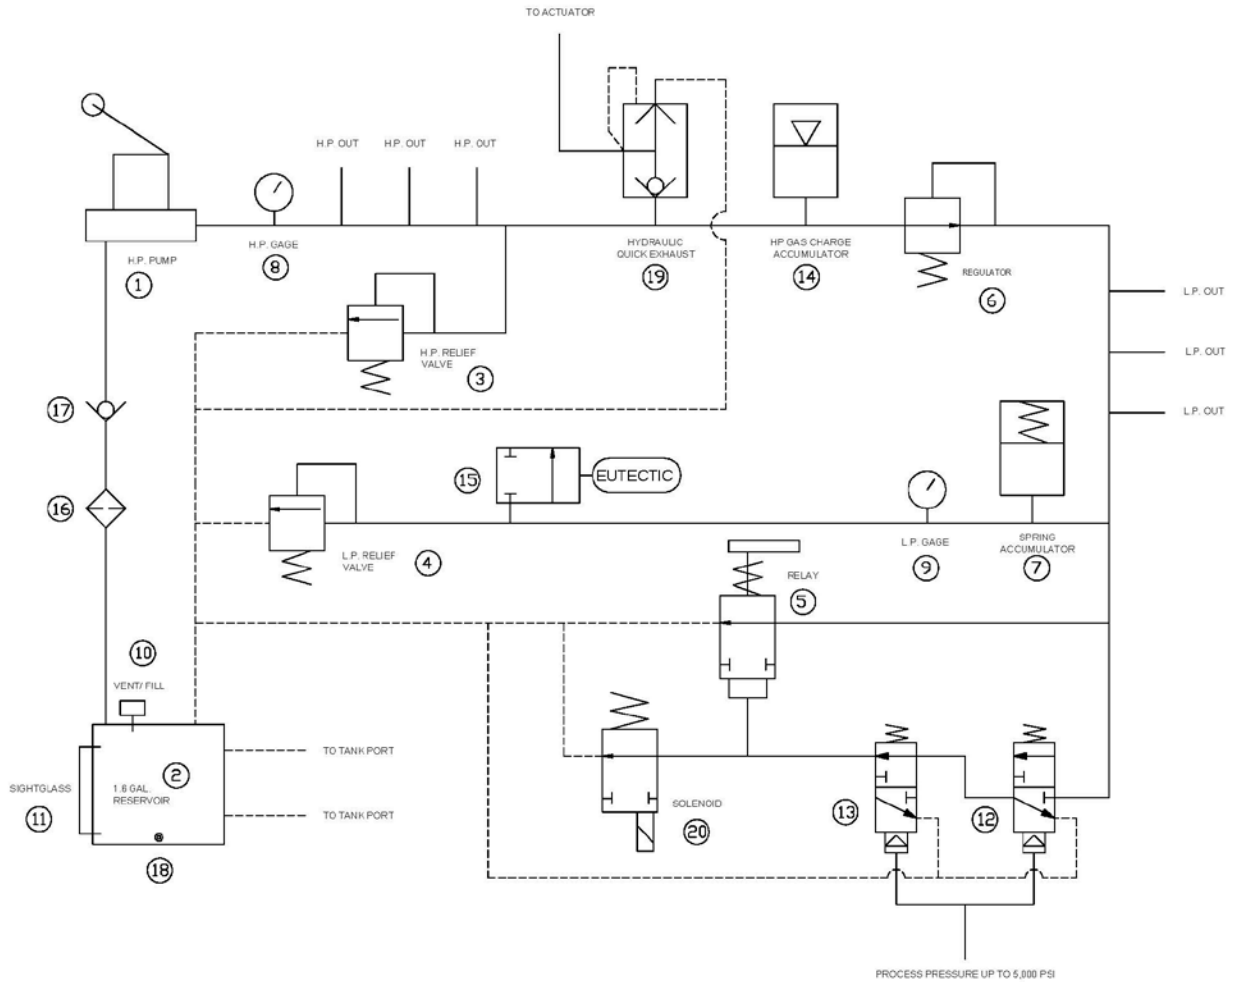 TO ACTUATOR
H.P. OUT
H.P. OUT
H.P. OUT
H.P. GAGE
8
H.P. PUMP
1
HYDRAULIC
QUICK EXHAUST
19
HP GAS CHARGE
ACCUMULATOR
14
REGULATOR
6
L.P. OUT
L.P. OUT
L.P. OUT
H.P. RELIEF
VALVE
3
17
16
15
EUTECTIC
L.P. RELIEF
VALVE
4
L.P. GAGE
9
SPRING
ACCUMULATOR
7
RELAY
5
10
VENT/ FILL
SIGHTGLASS
11
2
1.6 GAL.
RESERVOIR
18
TO TANK PORT
TO TANK PORT
SOLENOID
20
13
12
PROCESS PRESSURE UP TO 5,000 PSI